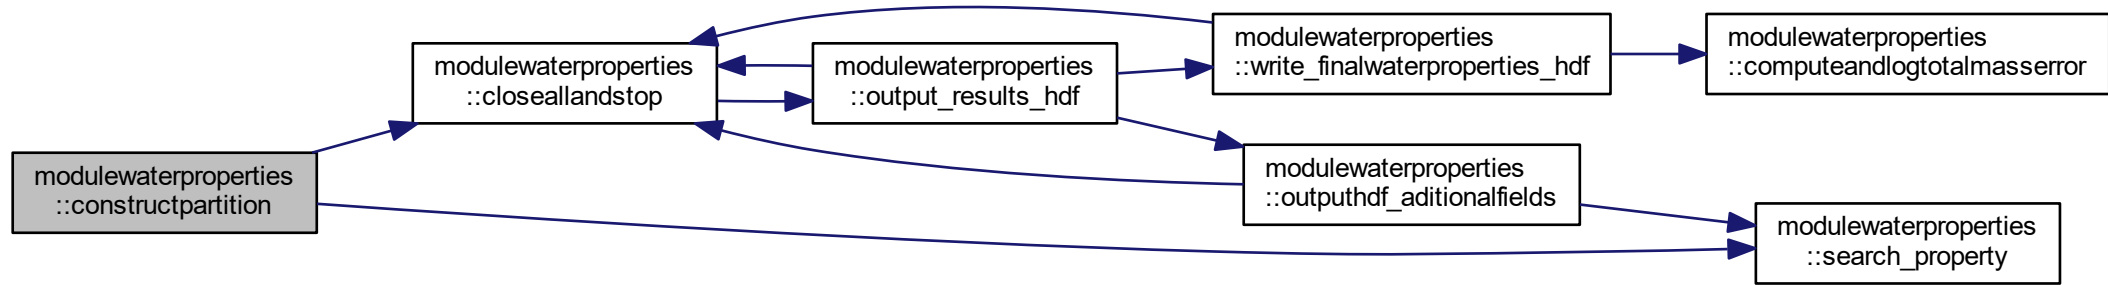 modulewaterproperties
::constructpartition
modulewaterproperties
::closeallandstop
modulewaterproperties
::output_results_hdf
modulewaterproperties
::write_finalwaterproperties_hdf
modulewaterproperties
::computeandlogtotalmasserror
modulewaterproperties
::outputhdf_aditionalfields
modulewaterproperties
::search_property